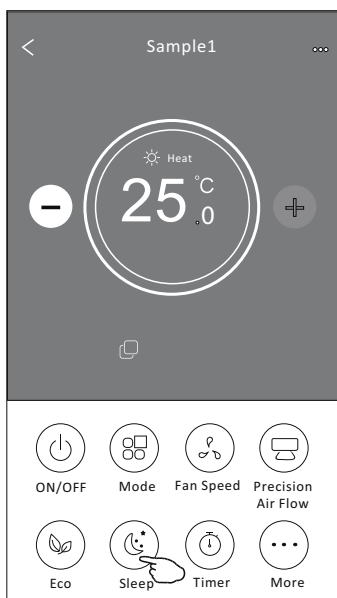 Sample1
Heat
25.0 °C
ON/OFF Mode Fan Speed Precision
Air Flow
Eco Sleep Timer More